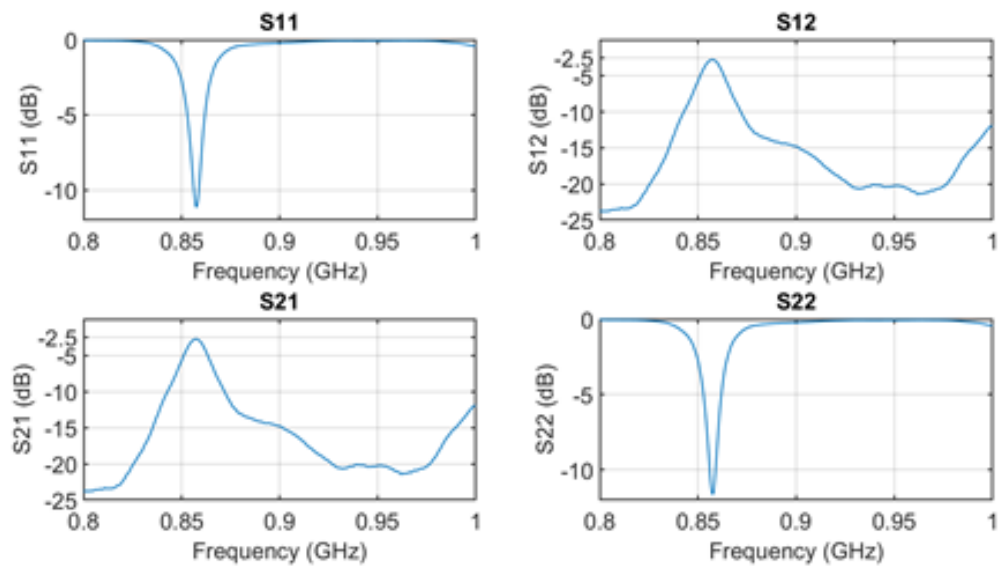 S11
0
-5
-10
S11 (dB)
0.8 0.85 0.9 0.95 1
Frequency (GHz)
S12
-2.5
-5
-10
-15
-20
-25
S12 (dB)
0.8 0.85 0.9 0.95 1
Frequency (GHz)
S21
-2.5
-5
-10
-15
-20
-25
S21 (dB)
0.8 0.85 0.9 0.95 1
Frequency (GHz)
S22
0
-5
-10
S22 (dB)
0.8 0.85 0.9 0.95 1
Frequency (GHz)